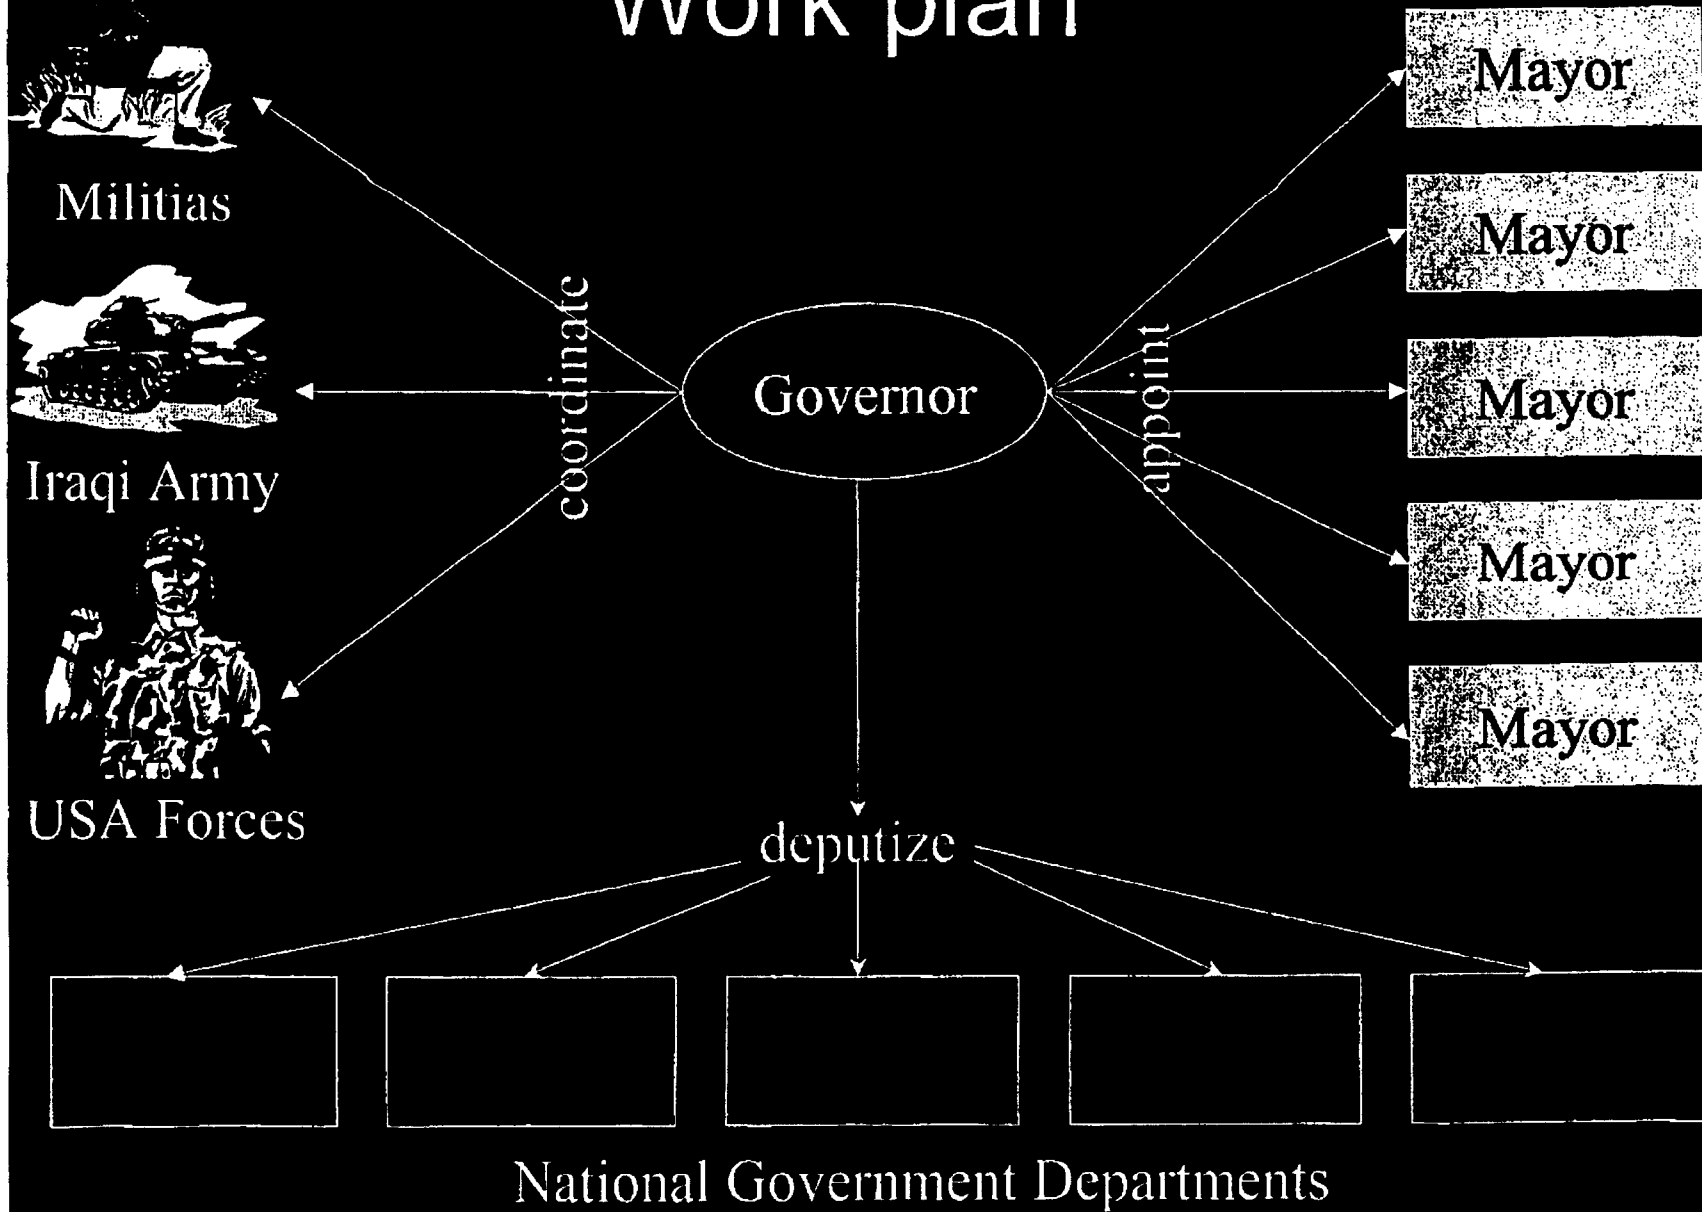 Work plan
Mayor
Militias
Mayor
coordinate
Governor
appoint
Mayor
Iraqi Army
Mayor
Mayor
USA Forces
deputize
National Government Departments